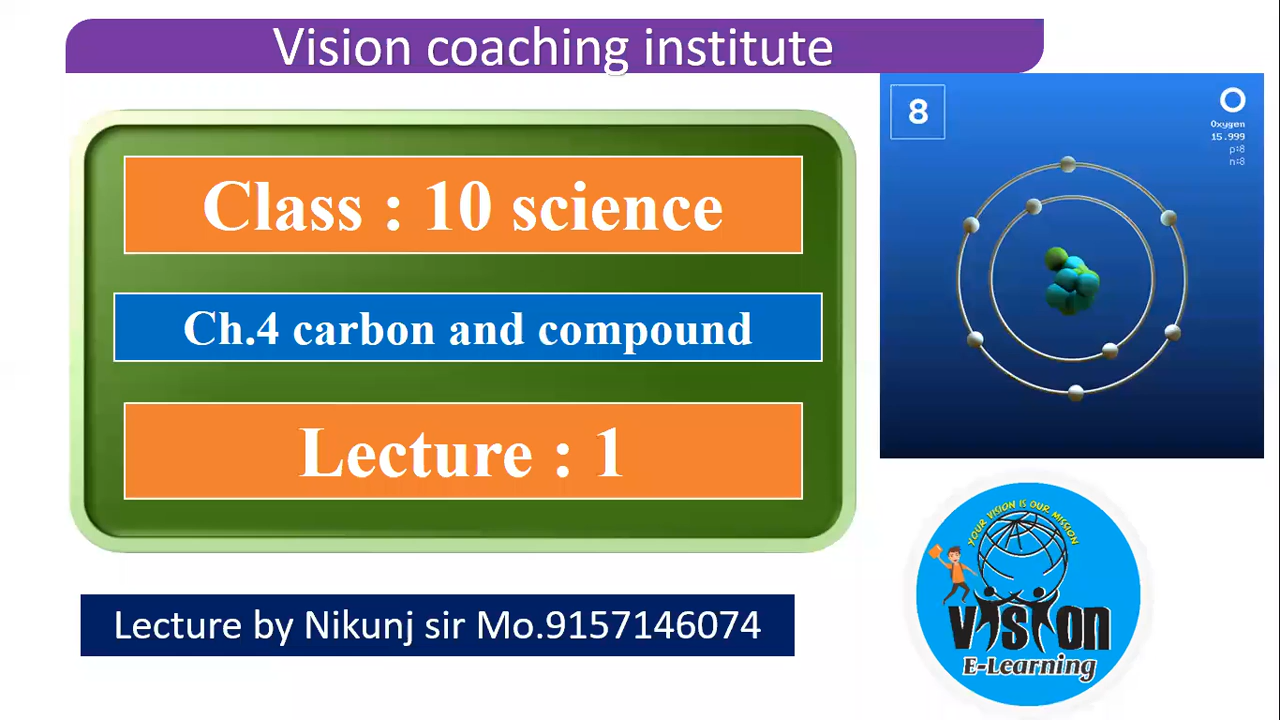 Vision coaching institute
Class : 10 science
Ch.4 carbon and compound
Lecture : 1
Lecture by Nikunj sir Mo.9157146074
8
O
Oxygen
15.999
p:8
n:8
YOUR VISION IS OUR MISSION
VISION
E-Learning